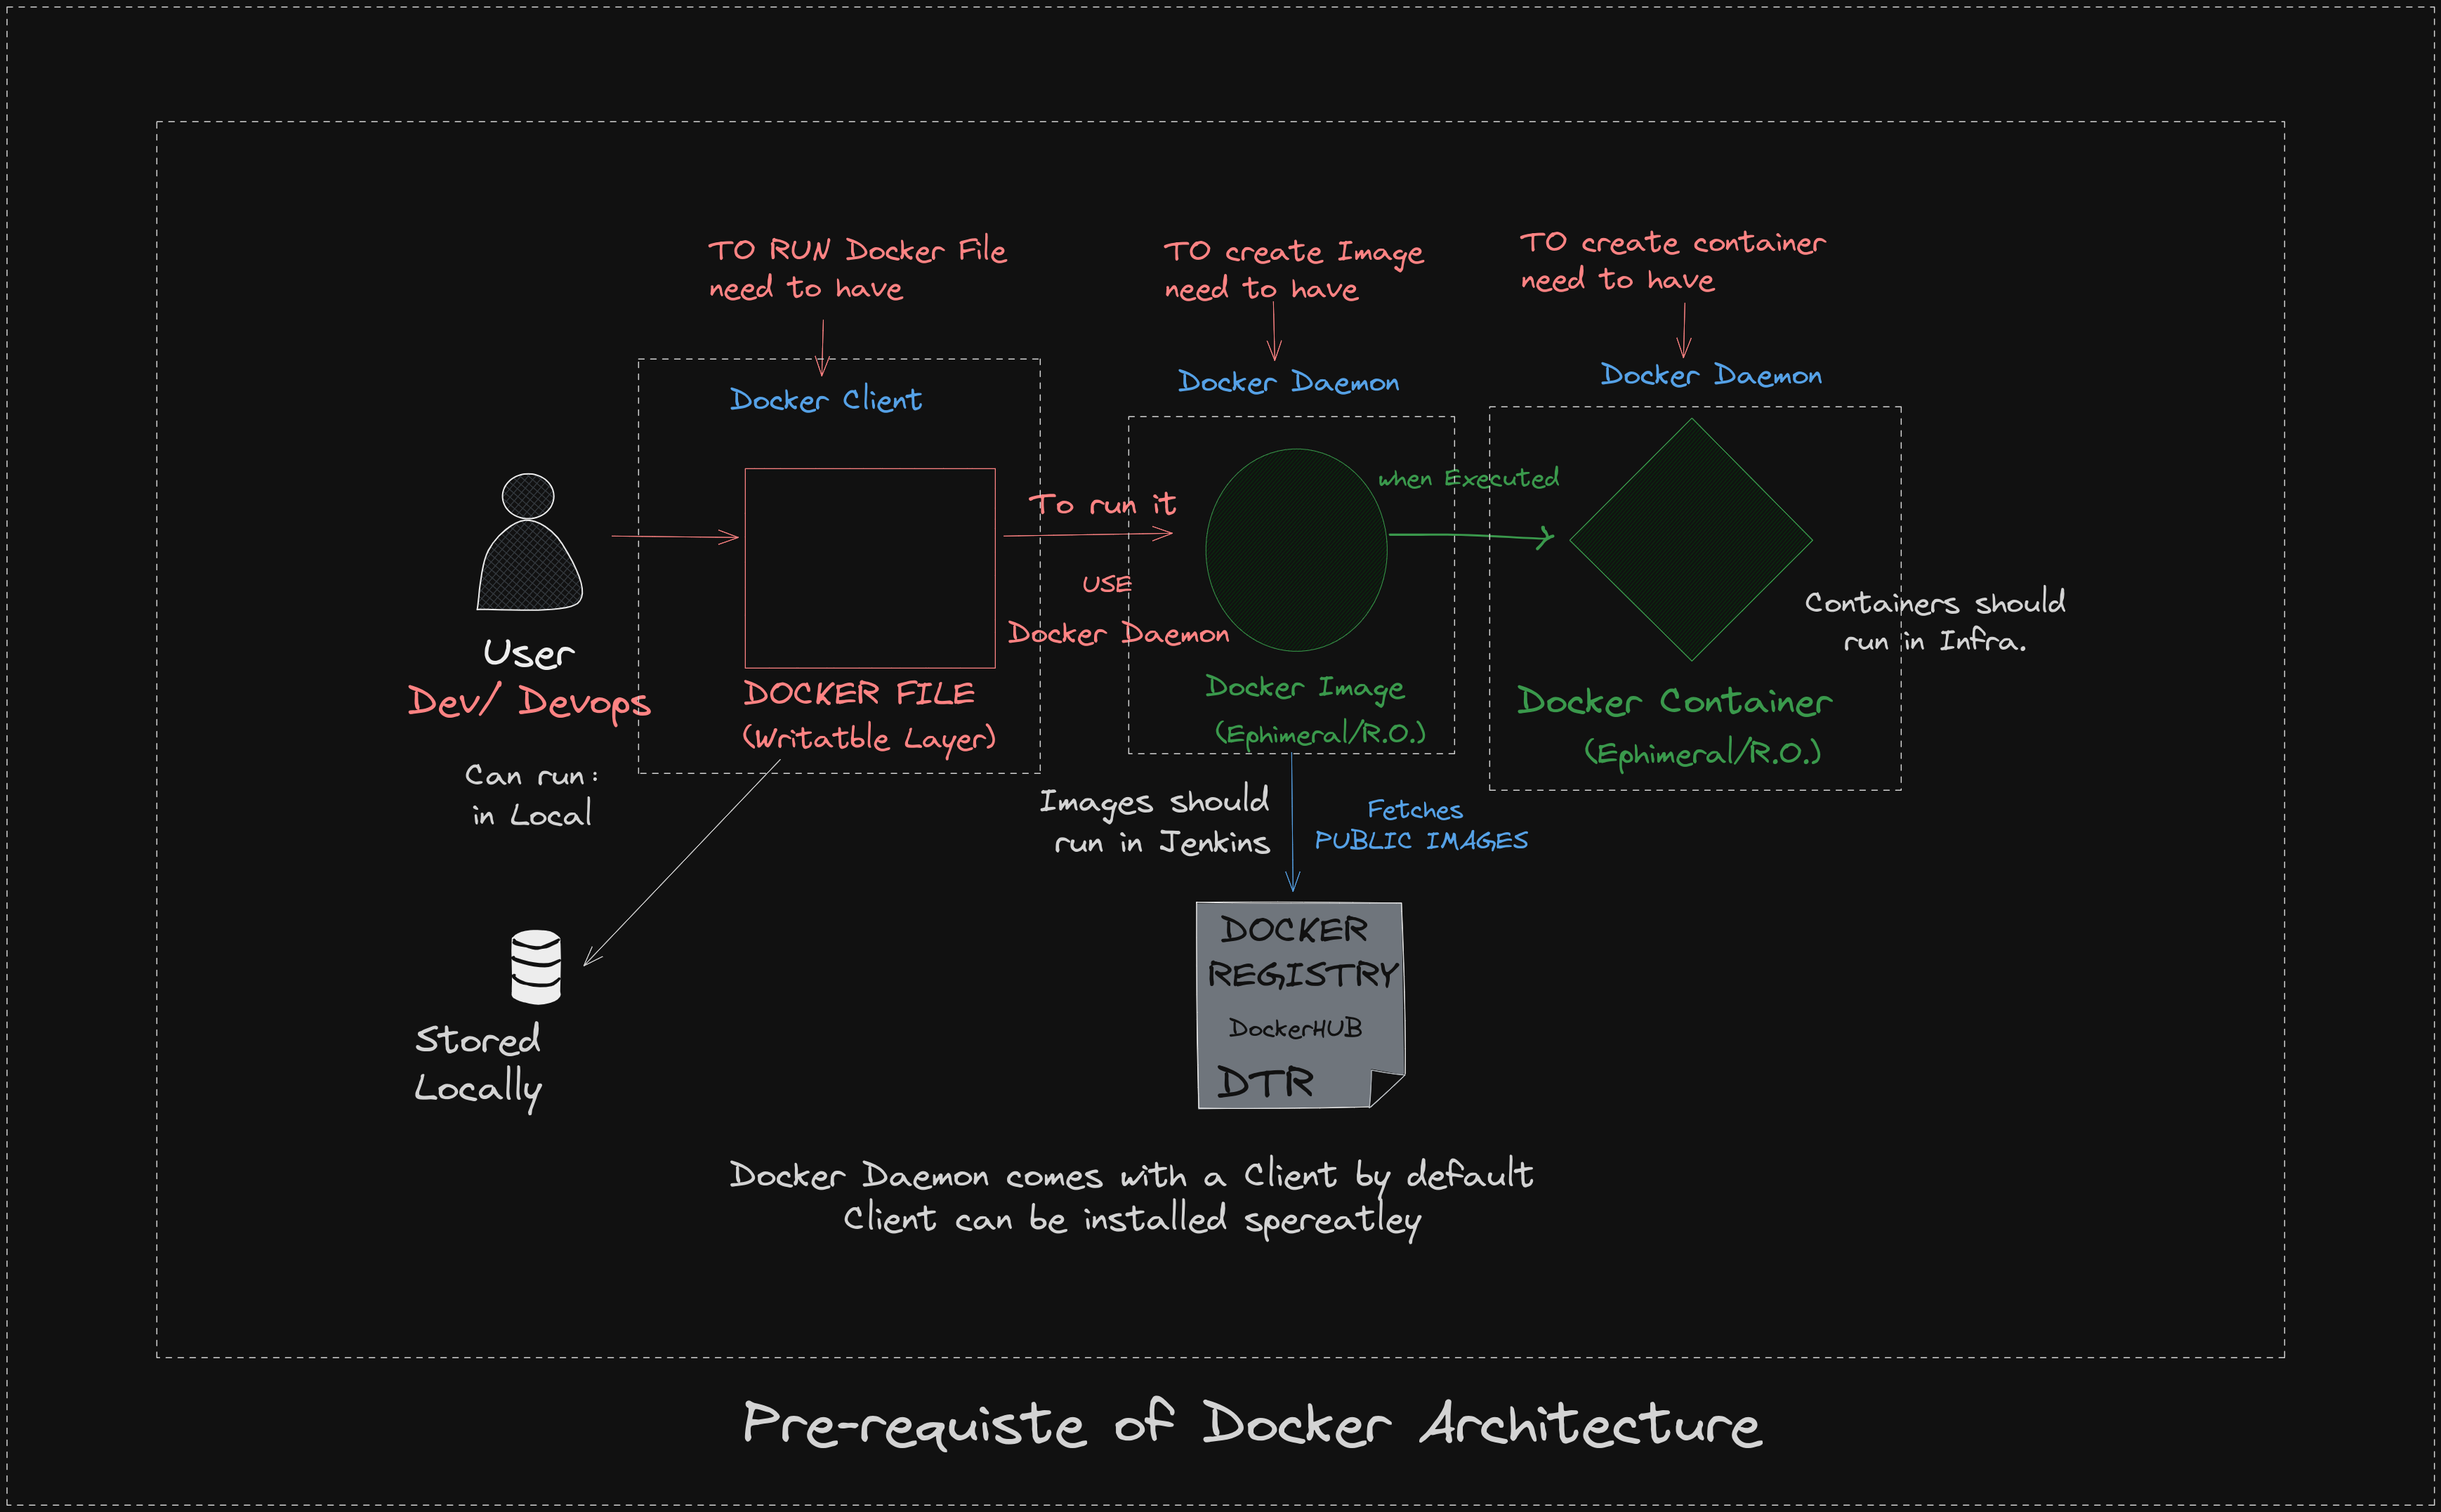 TO RUN Docker File
need to have
TO create Image
need to have
TO create container
need to have
Docker Client
Docker Daemon
Docker Daemon
when Executed
To run it
USE
Docker Daemon
User
Dev/ Devops
Can run:
in Local
DOCKER FILE
(Writatble Layer)
Docker Image
(Ephimeral/R.O.)
Containers should
run in Infra.
Docker Container
(Ephimeral/R.O.)
Images should
run in Jenkins
Fetches
PUBLIC IMAGES
Stored
Locally
DOCKER
REGISTRY
DockerHUB
DTR
Docker Daemon comes with a Client by default
Client can be installed spereatley
Pre-requiste of Docker Architecture